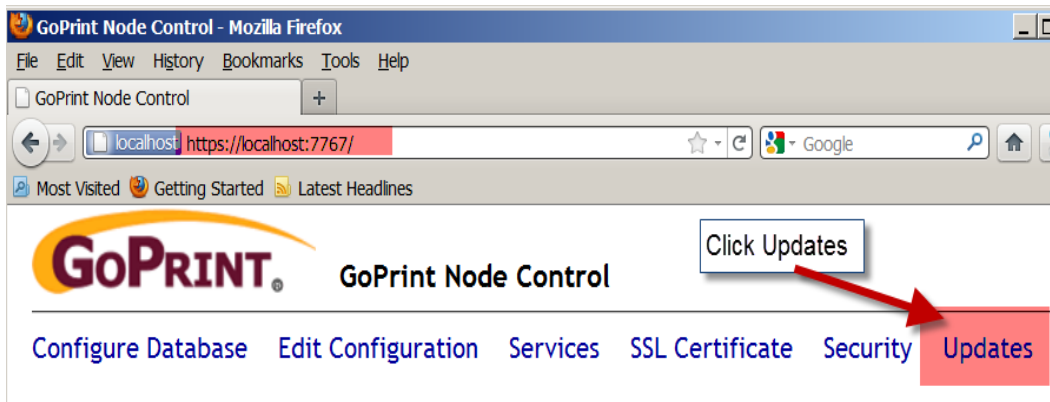 GoPrint Node Control - Mozilla Firefox
File Edit View History Bookmarks Tools Help
GoPrint Node Control +
localhost https://localhost:7767/ Google
Most Visited Getting Started Latest Headlines
GOPRINT® GoPrint Node Control
Click Updates
Configure Database Edit Configuration Services SSL Certificate Security Updates